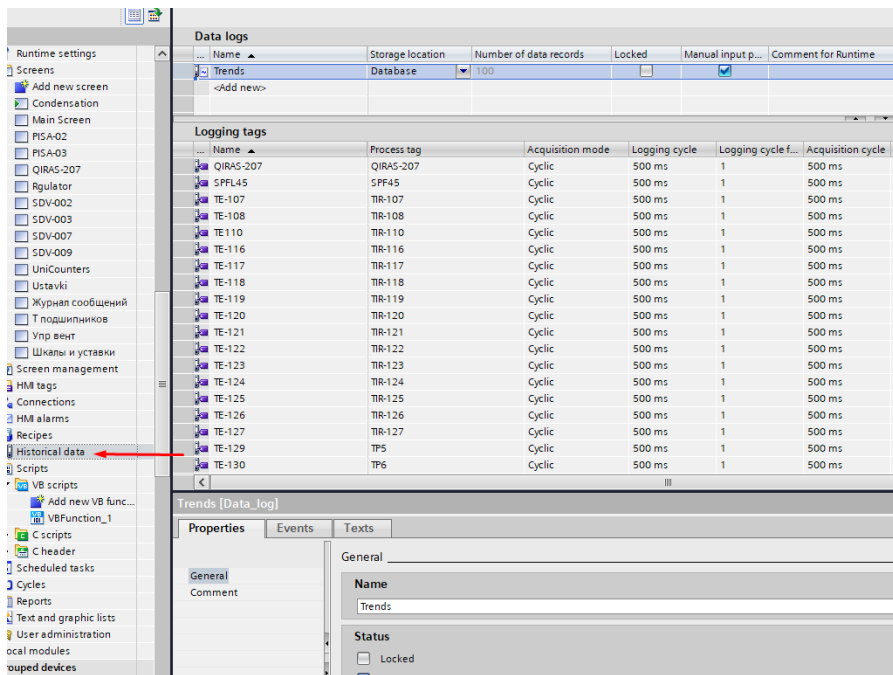 Runtime settings
Screens
Add new screen
Condensation
Main Screen
PISA-02
PISA-03
QIRAS-207
Rgulator
SDV-002
SDV-003
SDV-007
SDV-009
UniCounters
Ustavki
Журнал сообщений
Т подшипников
Упр вент
Шкалы и уставки
Screen management
HMI tags
Connections
HMI alarms
Recipes
Historical data
Scripts
VB scripts
Add new VB func...
VBFunction_1
C scripts
C header
Scheduled tasks
Cycles
Reports
Text and graphic lists
User administration
ocal modules
rouped devices
Data logs
... Name Storage location Number of data records Locked Manual input p... Comment for Runtime
Trends Database 100
<Add new>
Logging tags
... Name Process tag Acquisition mode Logging cycle Logging cycle f... Acquisition cycle
QIRAS-207 QIRAS-207 Cyclic 500 ms 1 500 ms
SPFL45 SPF45 Cyclic 500 ms 1 500 ms
TE-107 TIR-107 Cyclic 500 ms 1 500 ms
TE-108 TIR-108 Cyclic 500 ms 1 500 ms
TE110 TIR-110 Cyclic 500 ms 1 500 ms
TE-116 TIR-116 Cyclic 500 ms 1 500 ms
TE-117 TIR-117 Cyclic 500 ms 1 500 ms
TE-118 TIR-118 Cyclic 500 ms 1 500 ms
TE-119 TIR-119 Cyclic 500 ms 1 500 ms
TE-120 TIR-120 Cyclic 500 ms 1 500 ms
TE-121 TIR-121 Cyclic 500 ms 1 500 ms
TE-122 TIR-122 Cyclic 500 ms 1 500 ms
TE-123 TIR-123 Cyclic 500 ms 1 500 ms
TE-124 TIR-124 Cyclic 500 ms 1 500 ms
TE-125 TIR-125 Cyclic 500 ms 1 500 ms
TE-126 TIR-126 Cyclic 500 ms 1 500 ms
TE-127 TIR-127 Cyclic 500 ms 1 500 ms
TE-129 TP5 Cyclic 500 ms 1 500 ms
TE-130 TP6 Cyclic 500 ms 1 500 ms
Trends [Data_log]
Properties Events Texts
General
Comment
General
Name
Trends
Status
Locked